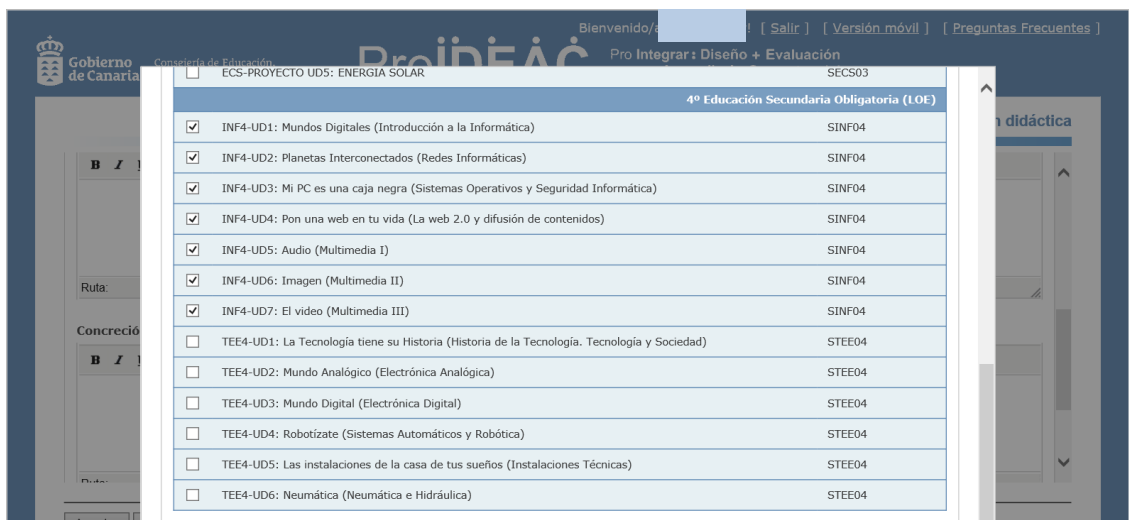 Bienvenido/a ! [ Salir ] [ Versión móvil ] [ Preguntas Frecuentes ]
Gobierno
de Canaria
Consejería de Educación,
ProIDEAC
Pro Integrar: Diseño + Evaluación
n didáctica
ECS-PROYECTO UD5: ENERGIA SOLAR SECS03
4º Educación Secundaria Obligatoria (LOE)
INF4-UD1: Mundos Digitales (Introducción a la Informática) SINF04
INF4-UD2: Planetas Interconectados (Redes Informáticas) SINF04
B I
INF4-UD3: Mi PC es una caja negra (Sistemas Operativos y Seguridad Informática) SINF04
INF4-UD4: Pon una web en tu vida (La web 2.0 y difusión de contenidos) SINF04
INF4-UD5: Audio (Multimedia I) SINF04
INF4-UD6: Imagen (Multimedia II) SINF04
Ruta:
INF4-UD7: El video (Multimedia III) SINF04
Concreció
TEE4-UD1: La Tecnología tiene su Historia (Historia de la Tecnología. Tecnología y Sociedad) STEE04
B I
TEE4-UD2: Mundo Analógico (Electrónica Analógica) STEE04
TEE4-UD3: Mundo Digital (Electrónica Digital) STEE04
TEE4-UD4: Robotízate (Sistemas Automáticos y Robótica) STEE04
TEE4-UD5: Las instalaciones de la casa de tus sueños (Instalaciones Técnicas) STEE04
Ruta:
TEE4-UD6: Neumática (Neumática e Hidráulica) STEE04